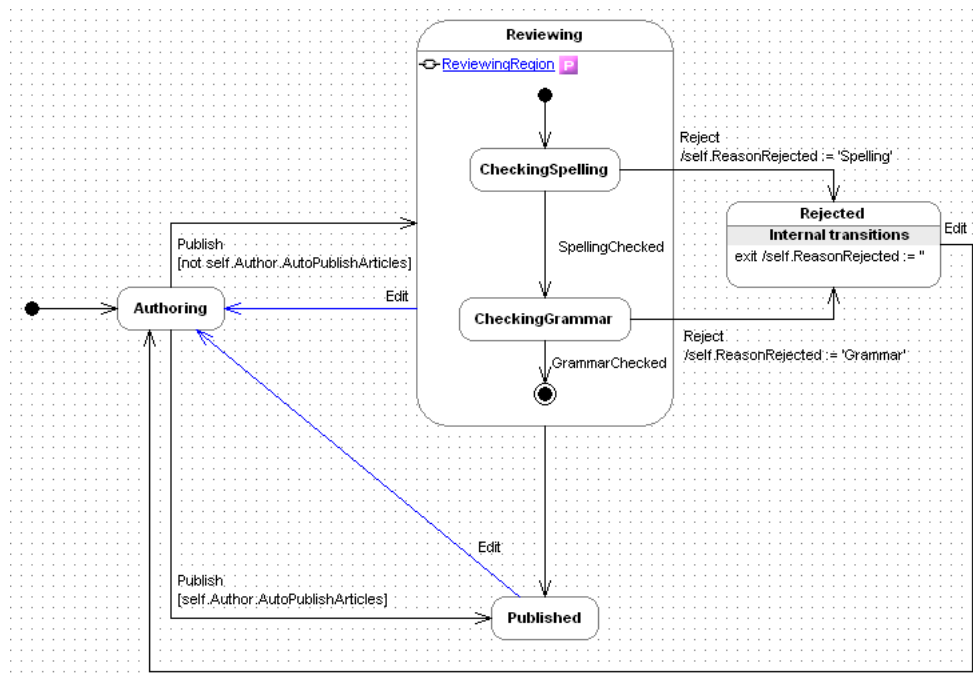 Reviewing
ReviewingRegion P
CheckingSpelling
Reject
/self.ReasonRejected := 'Spelling'
Rejected
Internal transitions
exit /self.ReasonRejected := ''
Edit
Publish
[not self.Author.AutoPublishArticles]
SpellingChecked
Edit
Authoring
CheckingGrammar
Reject
/self.ReasonRejected := 'Grammar'
GrammarChecked
Edit
Publish
[self.Author.AutoPublishArticles]
Published